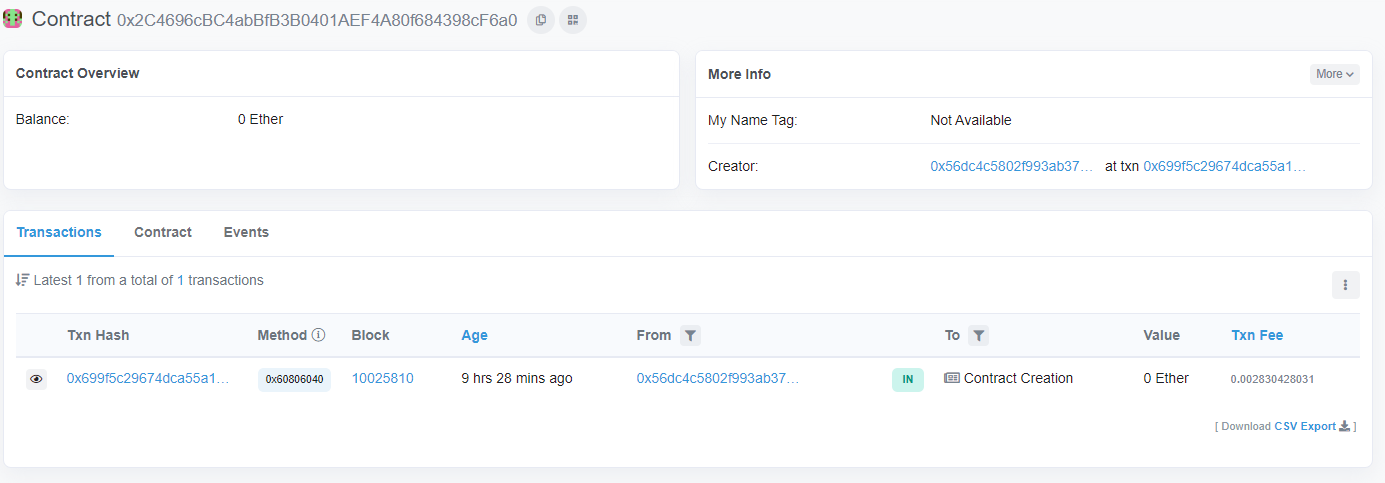 Contract 0x2C4696cBC4abBfB3B0401AEF4A80f684398cF6a0
Contract Overview
Balance: 0 Ether
More Info More
My Name Tag: Not Available
Creator: 0x56dc4c5802f993ab37... at txn 0x699f5c29674dca55a1...
Transactions Contract Events
Latest 1 from a total of 1 transactions
Txn Hash Method Block Age From To Value Txn Fee
0x699f5c29674dca55a1... 0x60806040 10025810 9 hrs 28 mins ago 0x56dc4c5802f993ab37... IN Contract Creation 0 Ether 0.002830428031
[ Download CSV Export ]